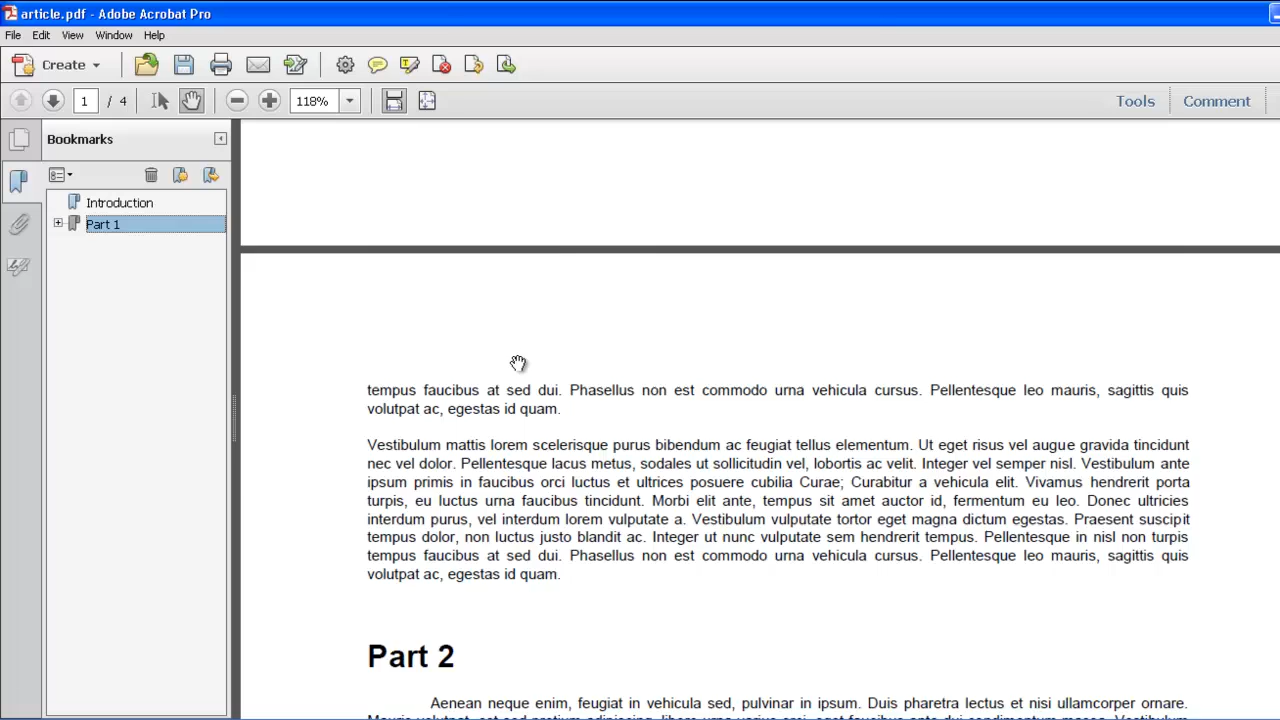 article.pdf - Adobe Acrobat Pro
File Edit View Window Help
Create
1 / 4 118% Tools Comment
Bookmarks
Introduction
Part 1
tempus faucibus at sed dui. Phasellus non est commodo urna vehicula cursus. Pellentesque leo mauris, sagittis quis
volutpat ac, egestas id quam.
Vestibulum mattis lorem scelerisque purus bibendum ac feugiat tellus elementum. Ut eget risus vel augue gravida tincidunt
nec vel dolor. Pellentesque lacus metus, sodales ut sollicitudin vel, lobortis ac velit. Integer vel semper nisl. Vestibulum ante
ipsum primis in faucibus orci luctus et ultrices posuere cubilia Curae; Curabitur a vehicula elit. Vivamus hendrerit porta
turpis, eu luctus urna faucibus tincidunt. Morbi elit ante, tempus sit amet auctor id, fermentum eu leo. Donec ultricies
interdum purus, vel interdum lorem vulputate a. Vestibulum vulputate tortor eget magna dictum egestas. Praesent suscipit
tempus dolor, non luctus justo blandit ac. Integer ut nunc vulputate sem hendrerit tempus. Pellentesque in nisl non turpis
tempus faucibus at sed dui. Phasellus non est commodo urna vehicula cursus. Pellentesque leo mauris, sagittis quis
volutpat ac, egestas id quam.
Part 2
Aenean neque enim, feugiat in vehicula sed, pulvinar in ipsum. Duis pharetra lectus et nisi ullamcorper ornare.